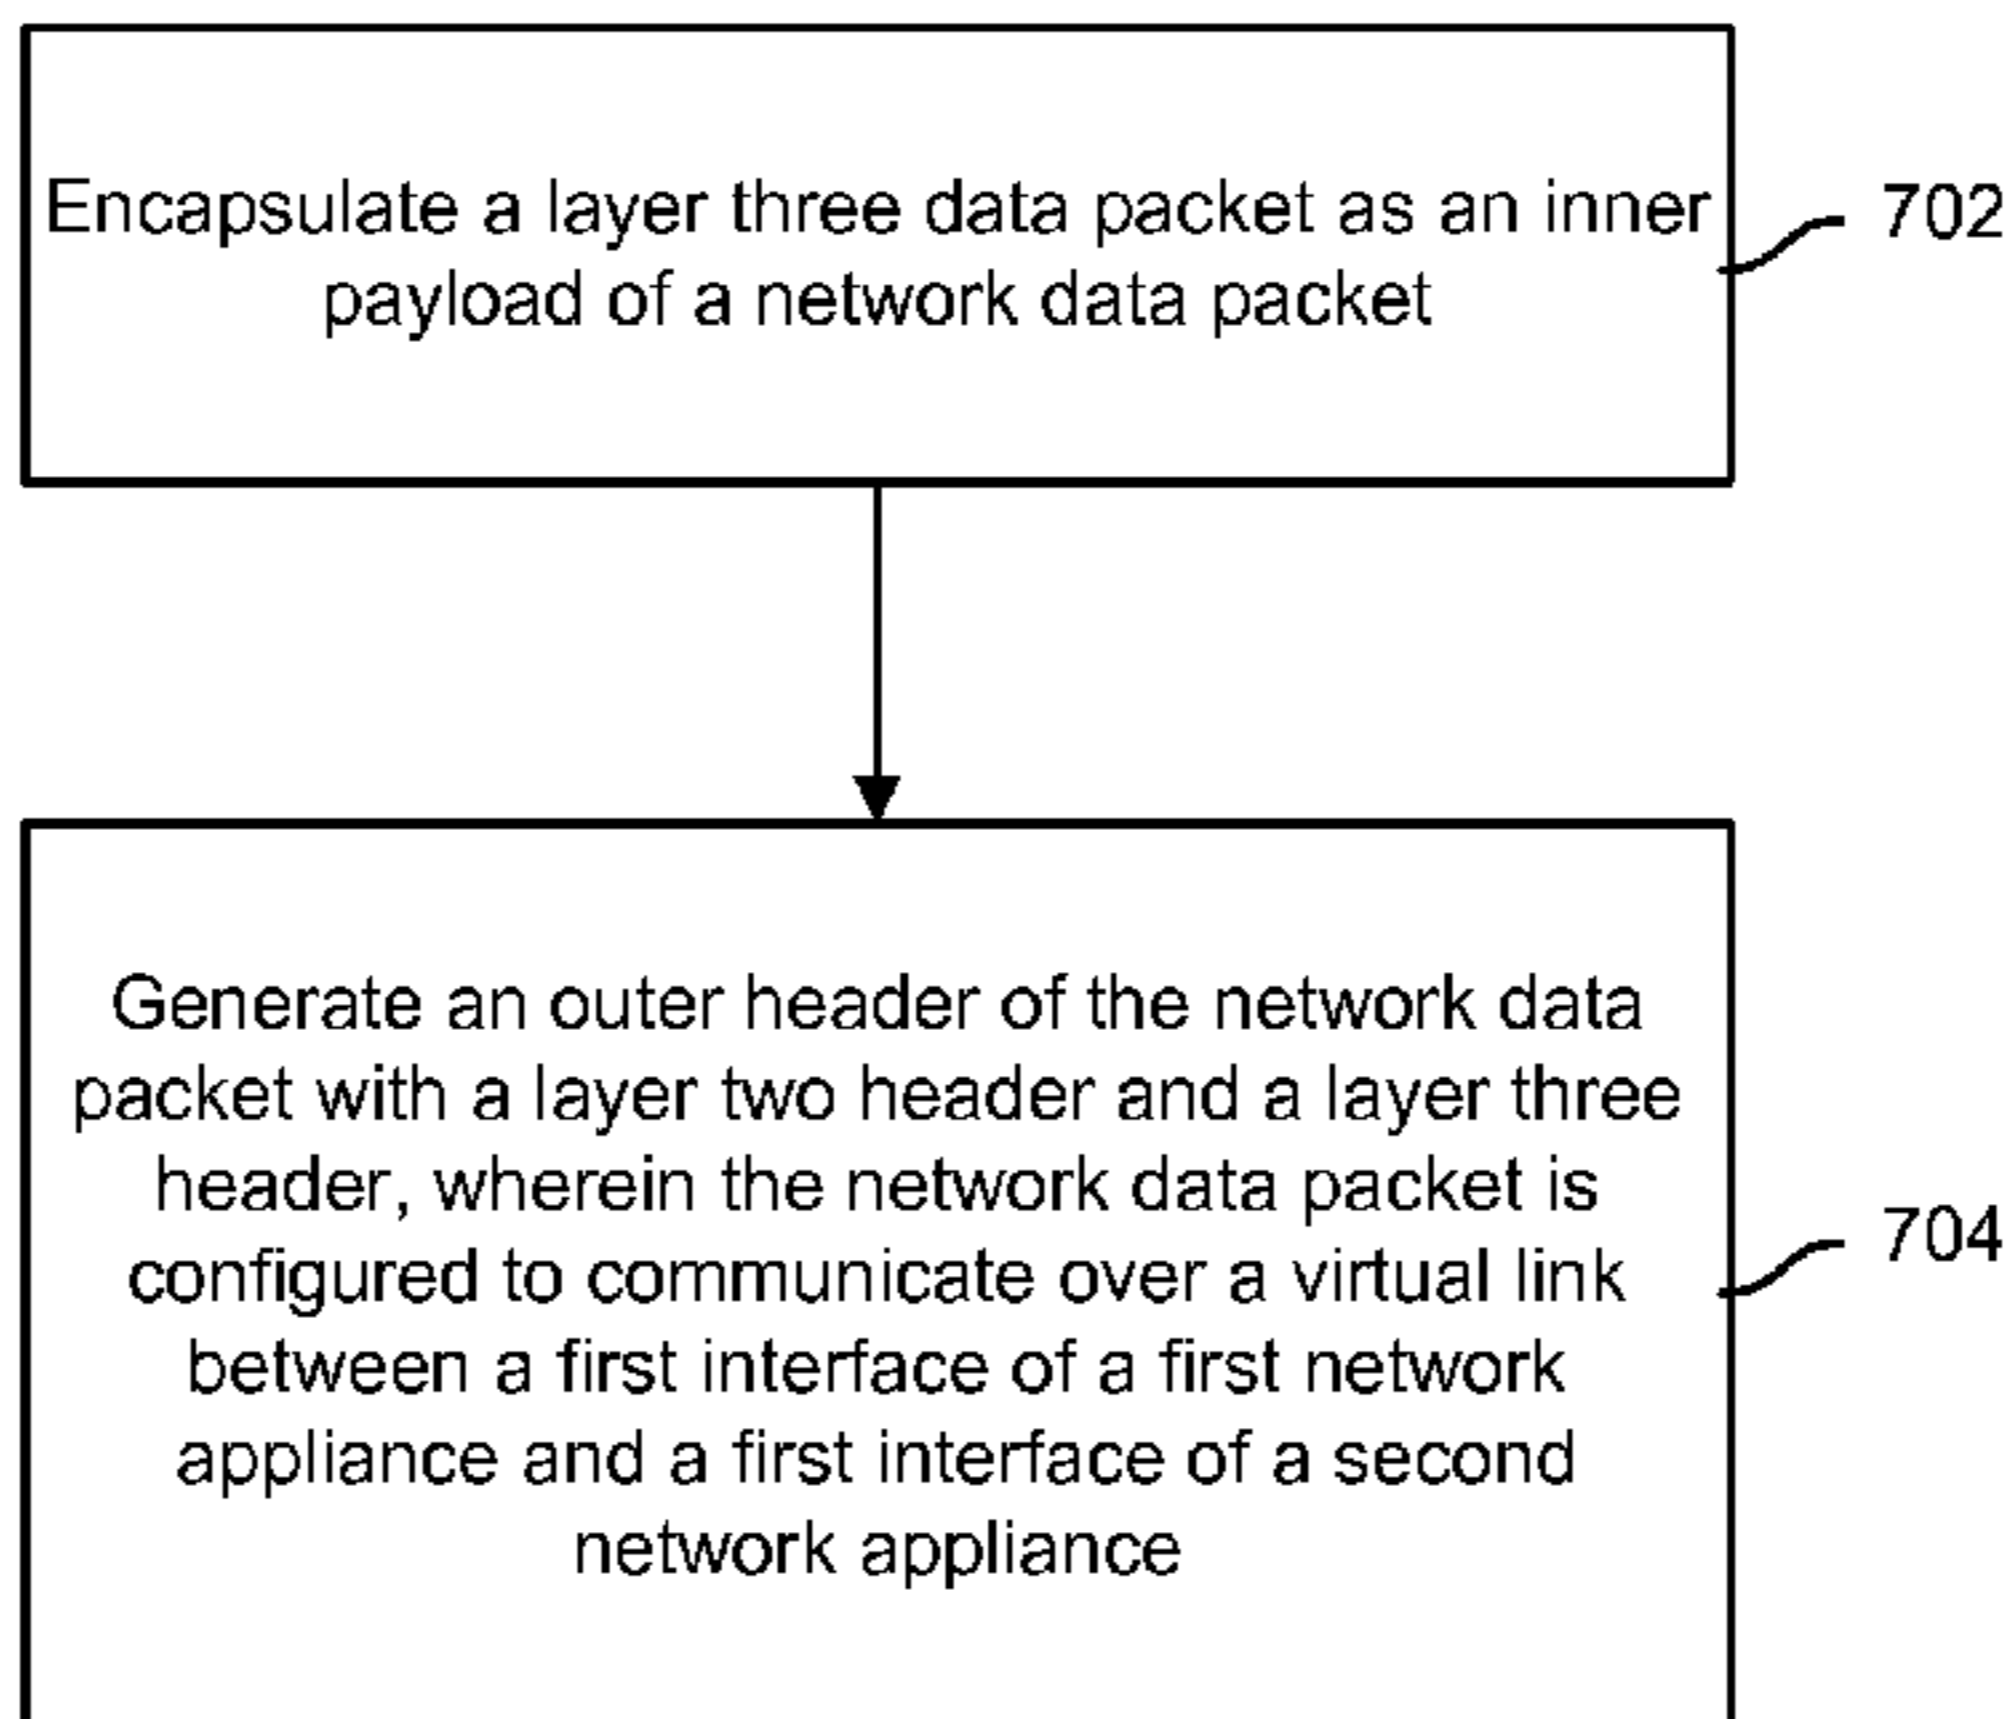 Encapsulate a layer three data packet as an inner
payload of a network data packet
702
Generate an outer header of the network data
packet with a layer two header and a layer three
header, wherein the network data packet is
configured to communicate over a virtual link
between a first interface of a first network
appliance and a first interface of a second
network appliance
704